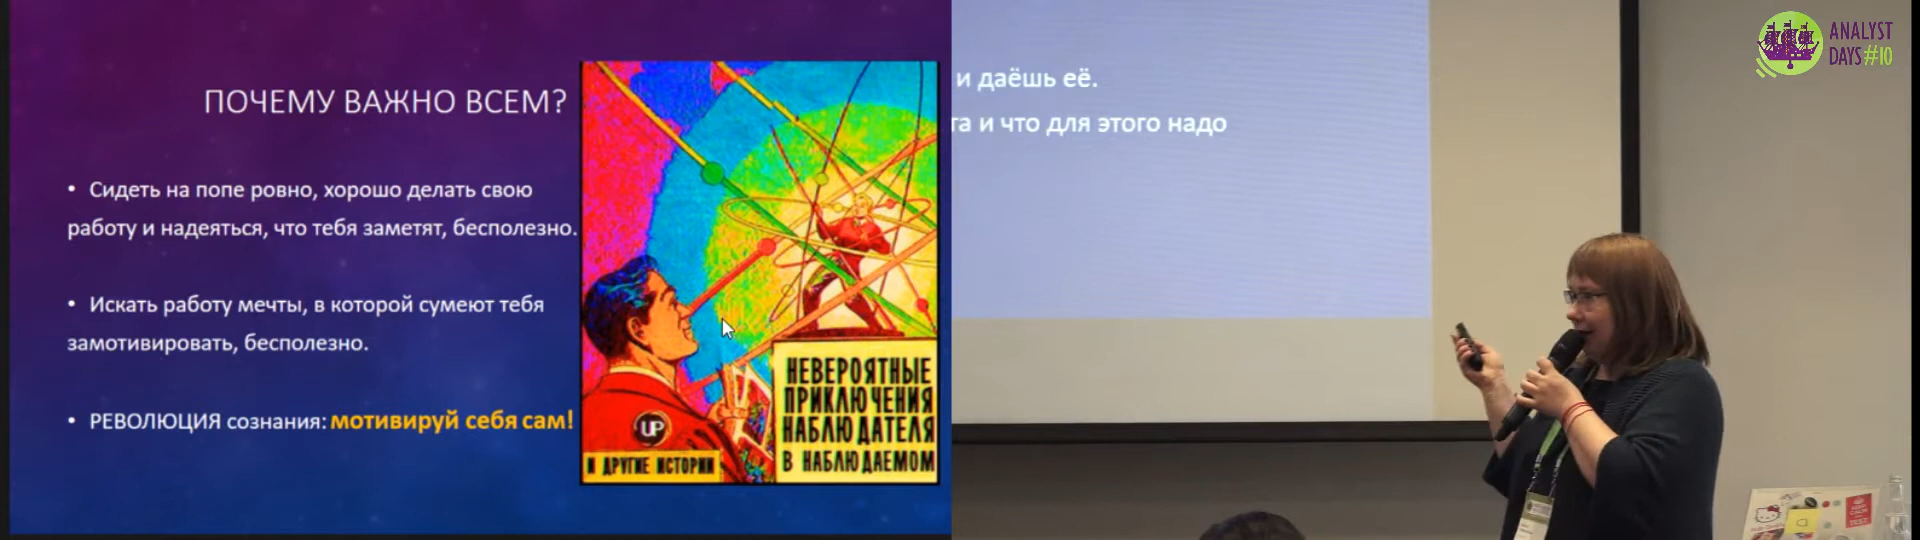 ПОЧЕМУ ВАЖНО ВСЕМ?
• Сидеть на попе ровно, хорошо делать свою
работу и надеяться, что тебя заметят, бесполезно.
• Искать работу мечты, в которой сумеют тебя
замотивировать, бесполезно.
• РЕВОЛЮЦИЯ сознания: мотивируй себя сам!
UP
И ДРУГИЕ ИСТОРИИ
НЕВЕРОЯТНЫЕ
ПРИКЛЮЧЕНИЯ
НАБЛЮДАТЕЛЯ
В НАБЛЮДАЕМОМ
и даёшь её.
та и что для этого надо
ANALYST
DAYS#10